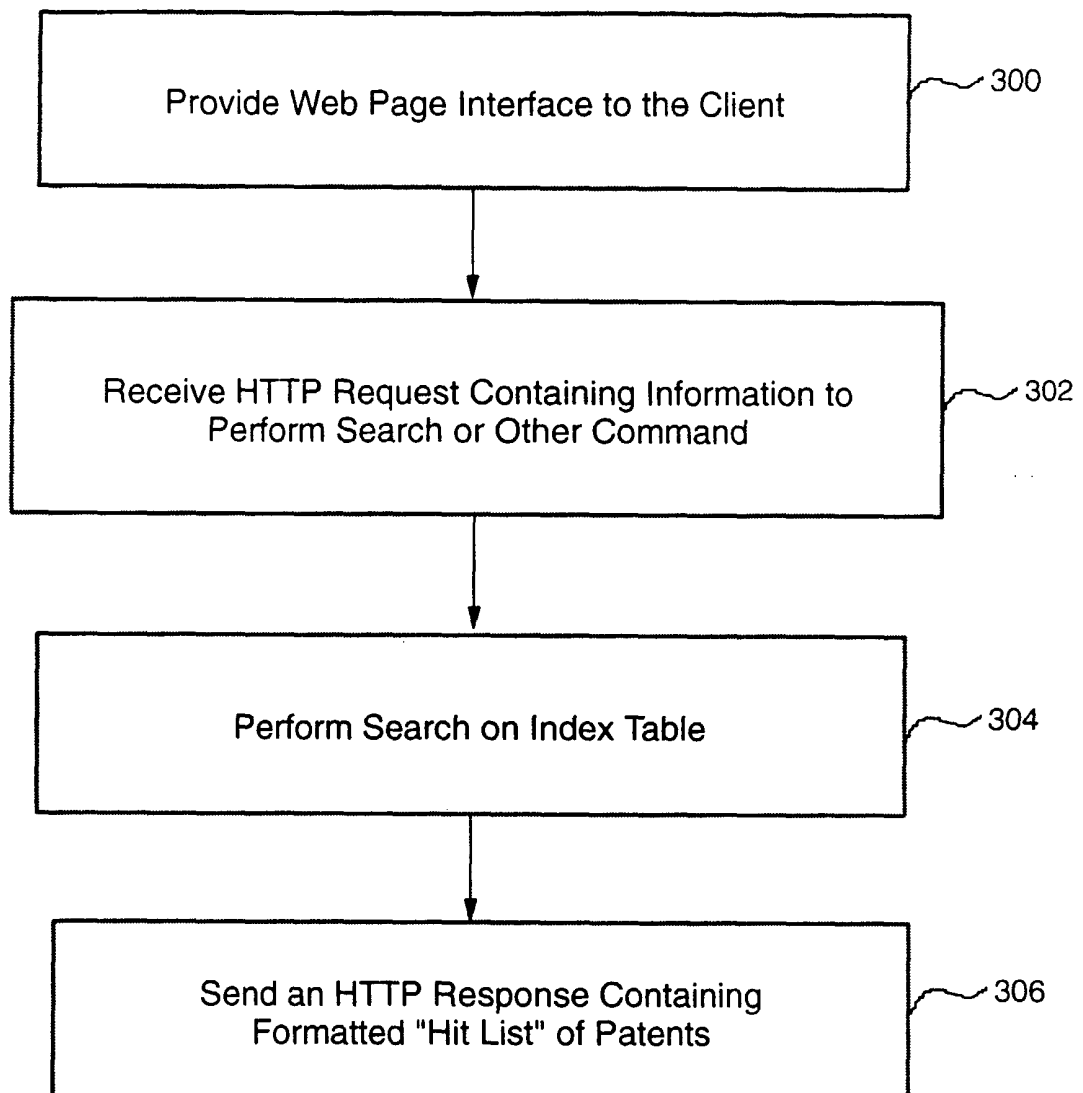 Provide Web Page Interface to the Client
300
Receive HTTP Request Containing Information to
Perform Search or Other Command
302
Perform Search on Index Table
304
Send an HTTP Response Containing
Formatted "Hit List" of Patents
306